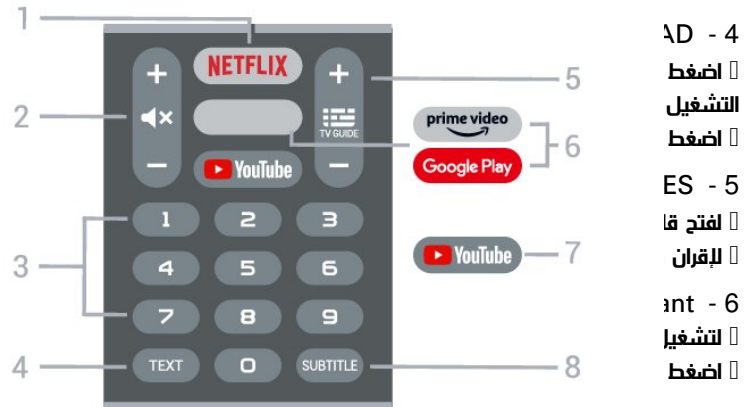 1
NETFLIX
+ +
2
5
TV GUIDE
prime video
6
− −
YouTube
Google Play
1 2 3
3
4 5 6
YouTube
7
7 8 9
4
TEXT 0 SUBTITLE
8
AD - 4
اضغط
التشغيل
اضغط
ES - 5
لفتح
لإقران
ant - 6
لتشغيل
اضغط